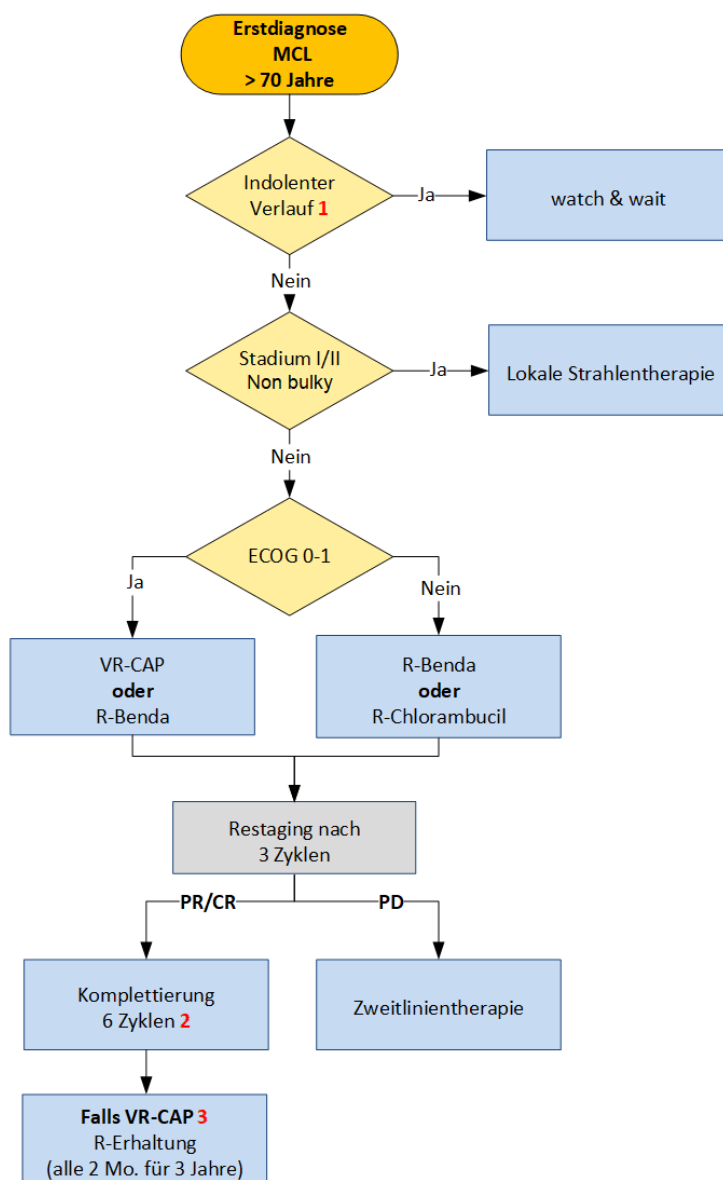 Erstdiagnose
MCL
> 70 Jahre
Indolenter
Verlauf 1
Ja
watch & wait
Nein
Stadium I/II
Non bulky
Ja
Lokale Strahlentherapie
Nein
ECOG 0-1
Ja
Nein
VR-CAP
oder
R-Benda
R-Benda
oder
R-Chlorambucil
Restaging nach
3 Zyklen
PR/CR
PD
Komplettierung
6 Zyklen 2
Zweitlinientherapie
Falls VR-CAP 3
R-Erhaltung
(alle 2 Mo. für 3 Jahre)